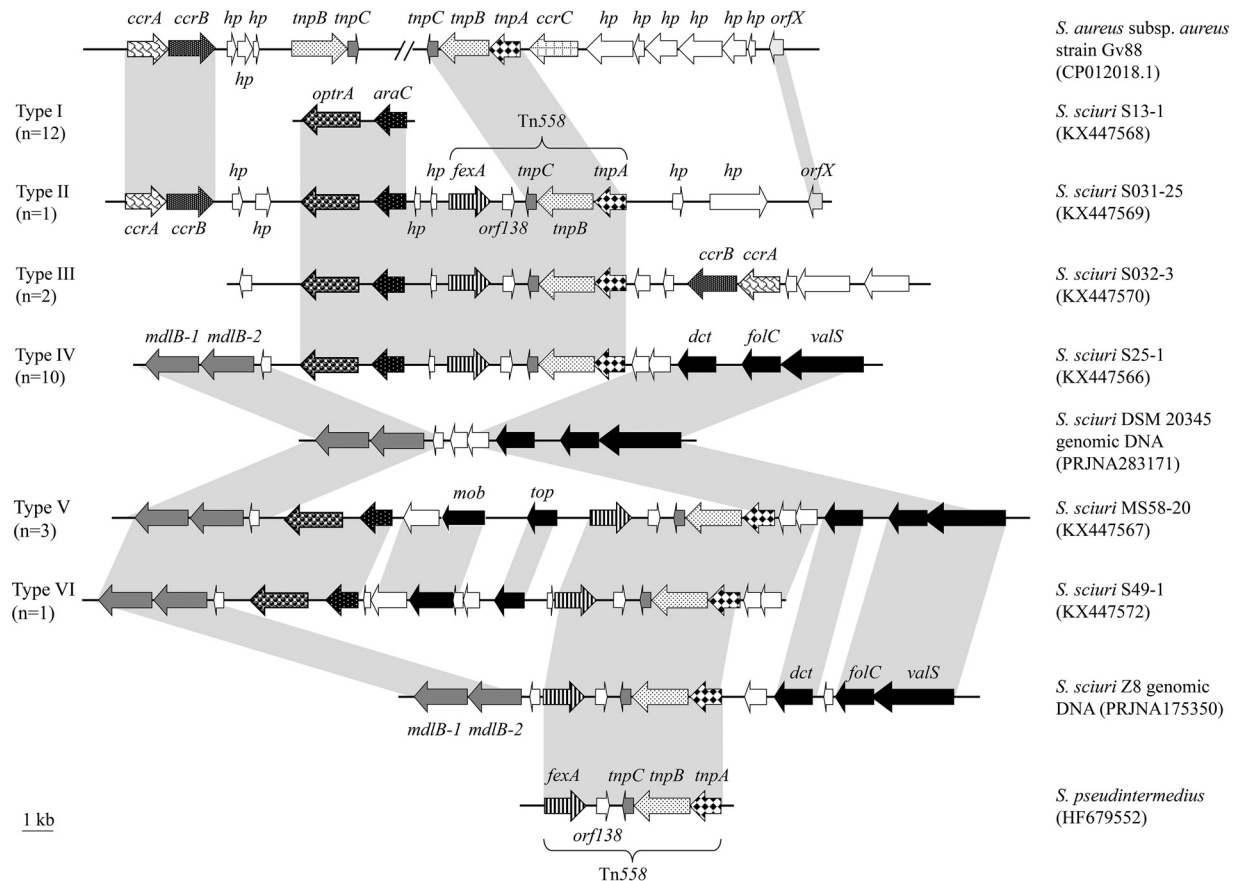 ccrA ccrB hp hp tnpB tnpC tnpC tnpB tnpA ccrC hp hp hp hp hp hp orfX
hp
S. aureus subsp. aureus
strain Gv88
(CP012018.1)
Type I
(n=12)
optrA araC
S. sciuri S13-1
(KX447568)
Tn558
hp hp fexA tnpC tnpA hp hp orfX
Type II
(n=1)
ccrA ccrB hp hp orf138 tnpB
S. sciuri S031-25
(KX447569)
Type III
(n=2)
ccrB ccrA
S. sciuri S032-3
(KX447570)
mdlB-1 mdlB-2 dct folC valS
Type IV
(n=10)
S. sciuri S25-1
(KX447566)
S. sciuri DSM 20345
genomic DNA
(PRJNA283171)
Type V
(n=3)
mob top
S. sciuri MS58-20
(KX447567)
Type VI
(n=1)
S. sciuri S49-1
(KX447572)
dct folC valS
mdlB-1 mdlB-2
S. sciuri Z8 genomic
DNA (PRJNA175350)
fexA tnpC tnpB tnpA
orf138
S. pseudintermedius
(HF679552)
Tn558
1 kb